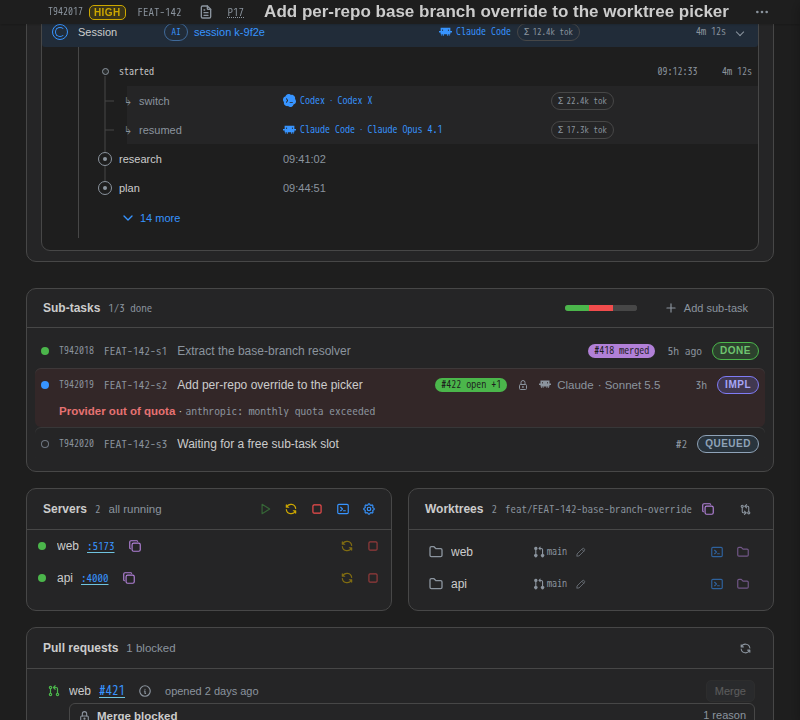 T942017 HIGH FEAT-142 P17 Add per-repo base branch override to the worktree picker
Session AI session k-9f2e Claude Code Σ 12.4k tok 4m 12s
started 09:12:33 4m 12s
↳ switch Codex · Codex X Σ 22.4k tok
↳ resumed Claude Code · Claude Opus 4.1 Σ 17.3k tok
research 09:41:02
plan 09:44:51
14 more
Sub-tasks 1/3 done + Add sub-task
T942018 FEAT-142-s1 Extract the base-branch resolver #418 merged 5h ago DONE
T942019 FEAT-142-s2 Add per-repo override to the picker #422 open +1 Claude · Sonnet 5.5 3h IMPL
Provider out of quota · anthropic: monthly quota exceeded
T942020 FEAT-142-s3 Waiting for a free sub-task slot #2 QUEUED
Servers 2 all running
web :5173
api :4000
Worktrees 2 feat/FEAT-142-base-branch-override
web main
api main
Pull requests 1 blocked
web #421 opened 2 days ago Merge
Merge blocked 1 reason